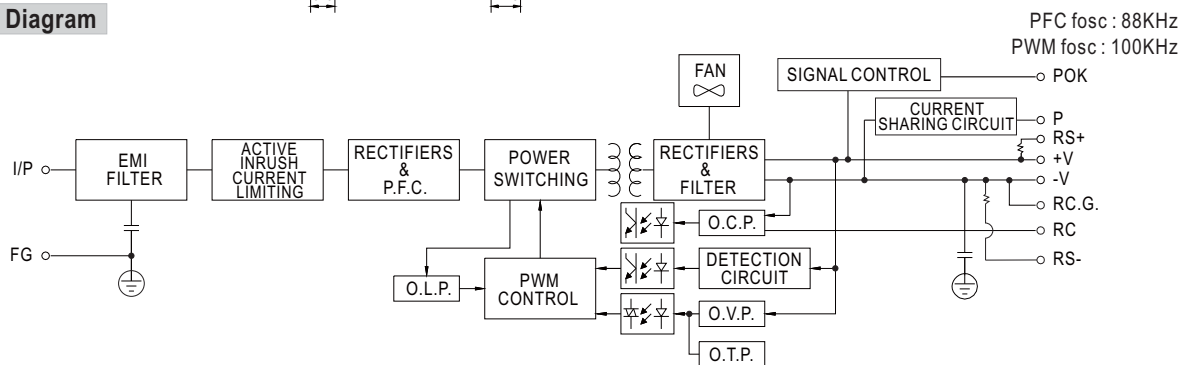 Diagram
PFC fosc : 88KHz
PWM fosc : 100KHz
FAN
SIGNAL CONTROL
POK
CURRENT
SHARING CIRCUIT
P
RS+
I/P
EMI
FILTER
ACTIVE
INRUSH
CURRENT
LIMITING
RECTIFIERS
&
P.F.C.
POWER
SWITCHING
RECTIFIERS
&
FILTER
+V
-V
RC.G.
O.C.P.
RC
FG
DETECTION
CIRCUIT
RS-
O.L.P.
PWM
CONTROL
O.V.P.
O.T.P.